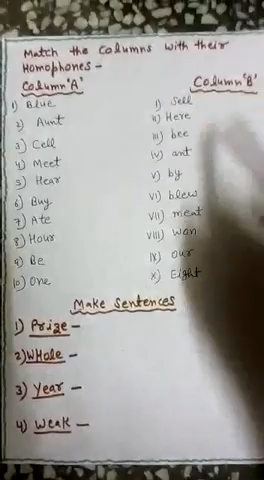 Match the columns with their
Homophones -
Column 'A'
Column 'B'
1) Blue
i) Sell
2) Aunt
ii) Here
3) Cell
iii) bee
4) Meet
iv) ant
5) Hear
v) by
6) Buy
vi) blew
7) Ate
vii) meat
8) Hour
viii) won
9) Be
ix) our
10) One
x) Eight
Make Sentences
1) Prize -
2) Whole -
3) Year -
4) Weak -